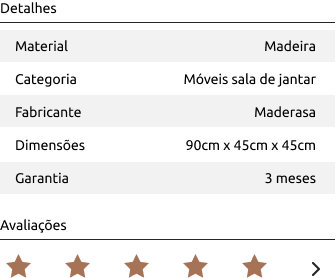 Detalhes
Material Madeira
Categoria Móveis sala de jantar
Fabricante Maderasa
Dimensões 90cm x 45cm x 45cm
Garantia 3 meses
Avaliações